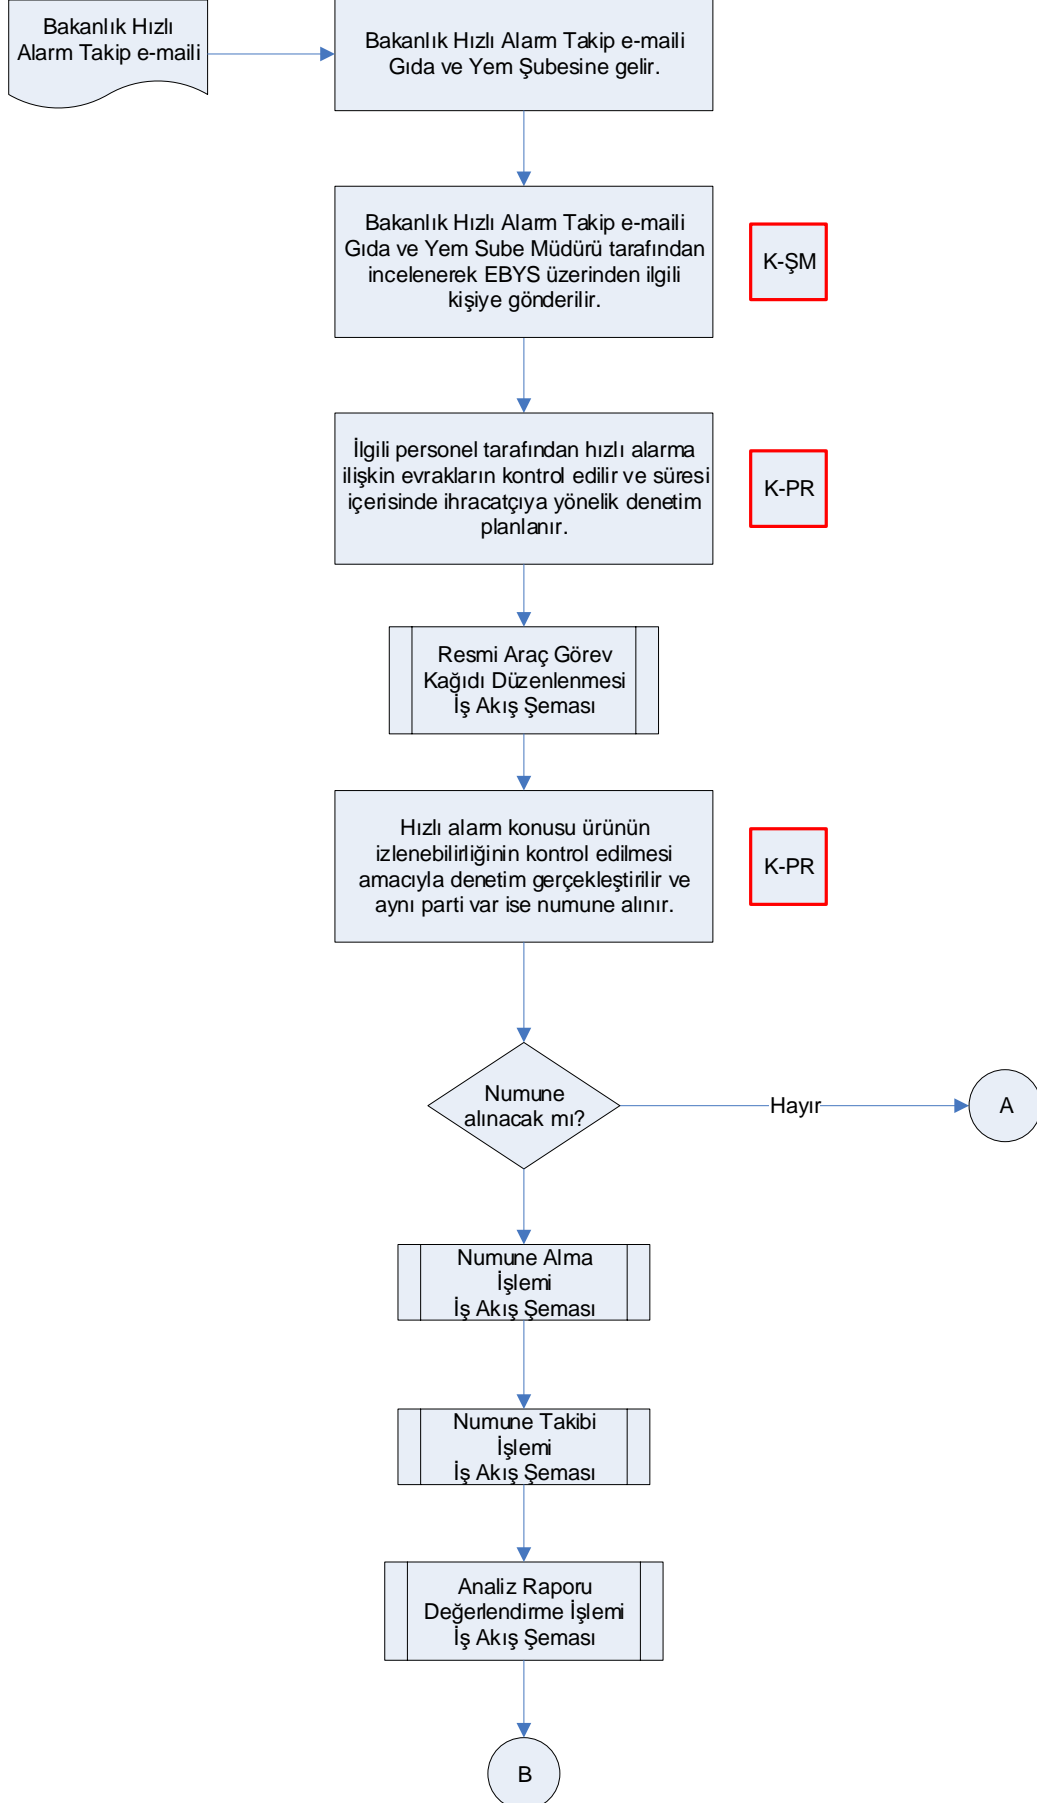 Bakanlık Hızlı
Alarm Takip e-maili
Bakanlık Hızlı Alarm Takip e-maili
Gıda ve Yem Şubesine gelir.
Bakanlık Hızlı Alarm Takip e-maili
Gıda ve Yem Sube Müdürü tarafından
incelenerek EBYS üzerinden ilgili
kişiye gönderilir.
K-ŞM
İlgili personel tarafından hızlı alarma
ilişkin evrakların kontrol edilir ve süresi
içerisinde ihracatçıya yönelik denetim
planlanır.
K-PR
Resmi Araç Görev
Kağıdı Düzenlenmesi
İş Akış Şeması
Hızlı alarm konusu ürünün
izlenebilirliğinin kontrol edilmesi
amacıyla denetim gerçekleştirilir ve
aynı parti var ise numune alınır.
K-PR
Numune
alınacak mı?
Hayır
A
Numune Alma
İşlemi
İş Akış Şeması
Numune Takibi
İşlemi
İş Akış Şeması
Analiz Raporu
Değerlendirme İşlemi
İş Akış Şeması
B